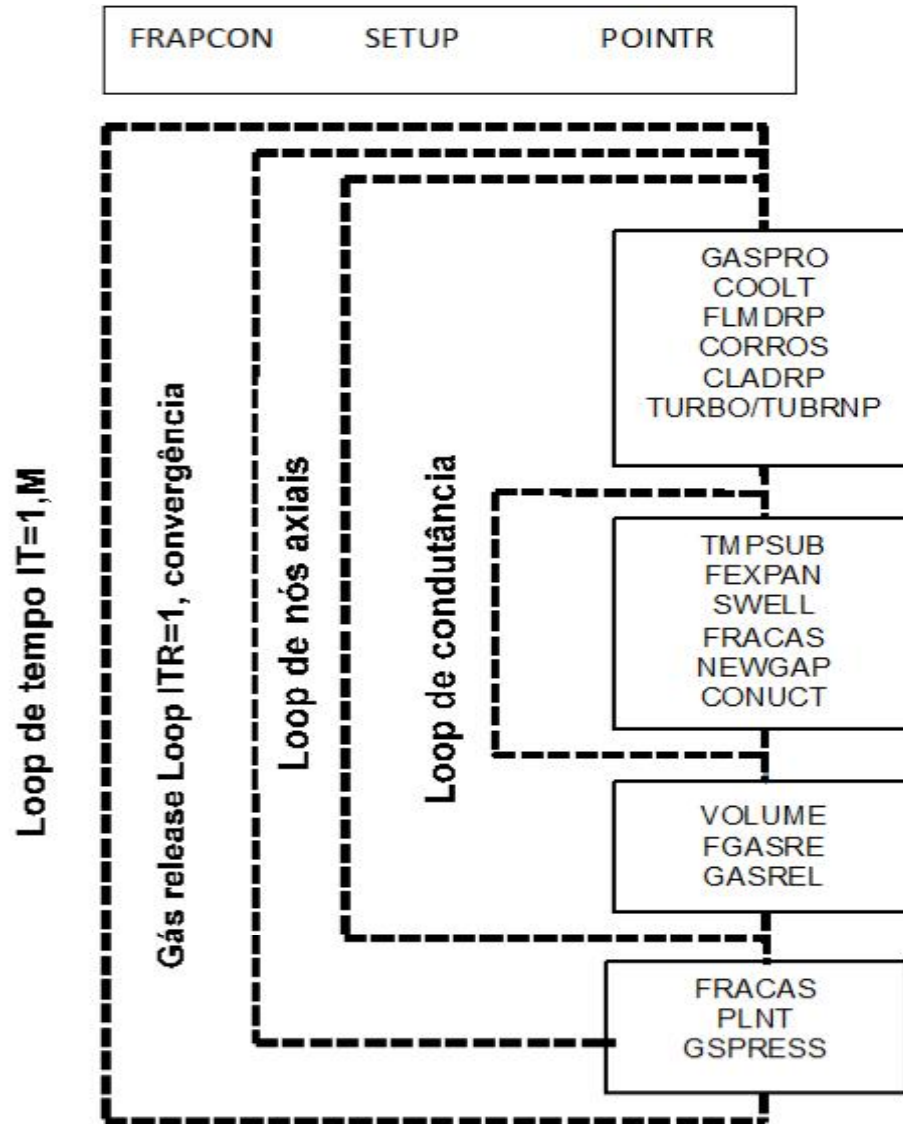 FRAPCON SETUP POINTR
Loop de tempo IT=1,M
Gás release Loop ITR=1, convergência
Loop de nós axiais
Loop de condutância
GASPRO
COOLT
FLMDRP
CORROS
CLADRP
TURBO/TUBRNP
TMPSUB
FEXPAN
SWELL
FRACAS
NEWGAP
CONUCT
VOLUME
FGASRE
GASREL
FRACAS
PLNT
GSPRESS